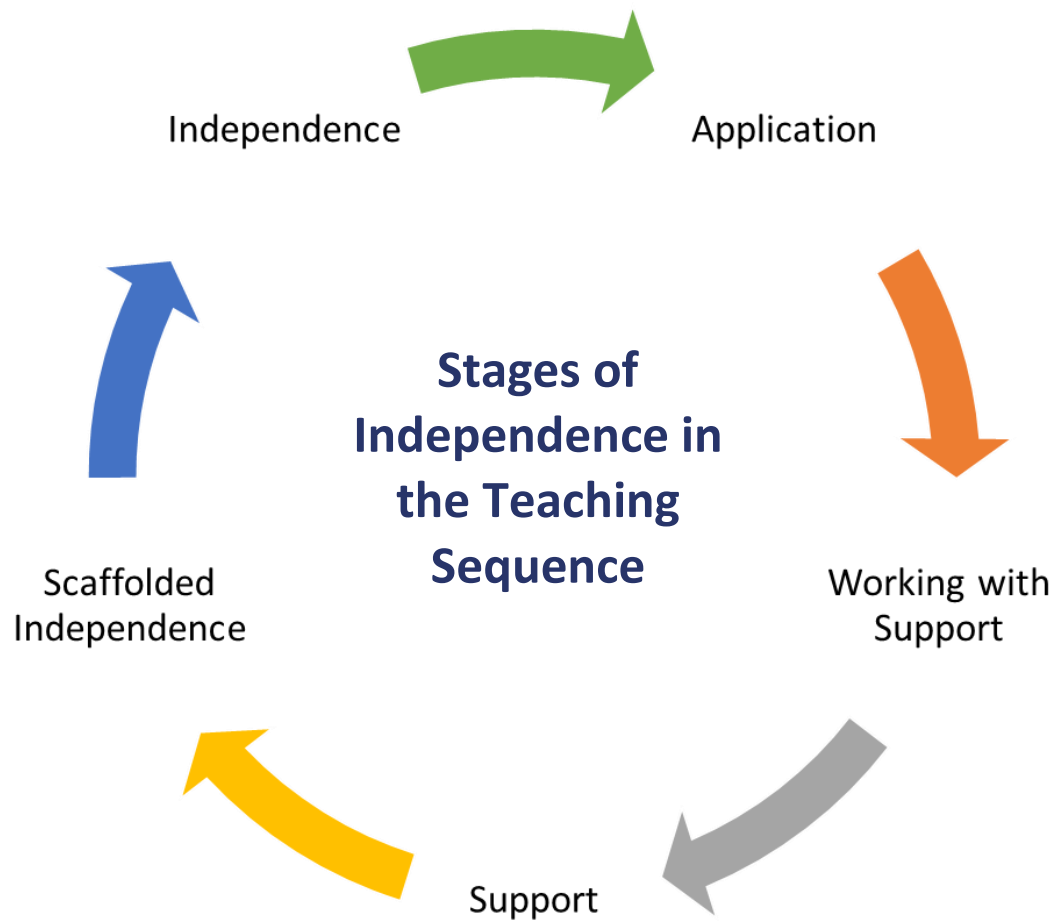 Independence
Application
Stages of
Independence in
the Teaching
Sequence
Scaffolded
Independence
Working with
Support
Support